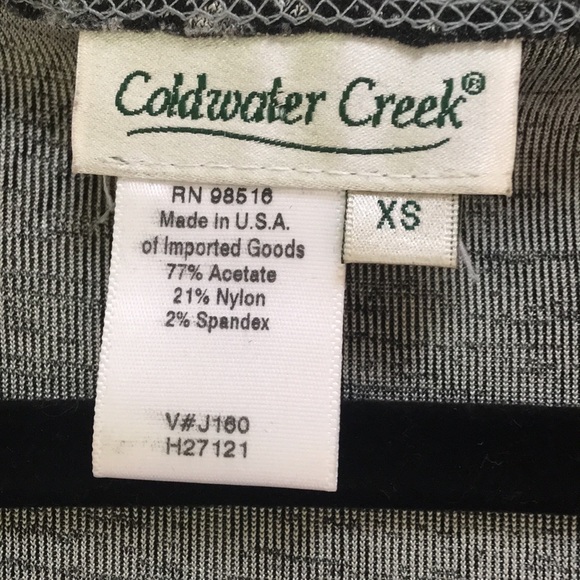 Coldwater Creek®
RN 98516
Made in U.S.A.
of Imported Goods
77% Acetate
21% Nylon
2% Spandex
V#J160
H27121
XS